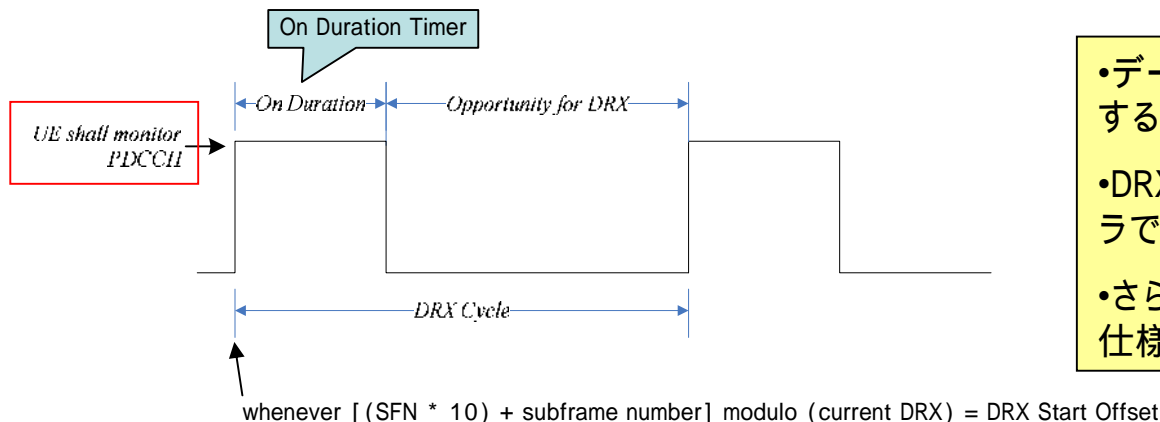 On Duration Timer
On Duration
Opportunity for DRX
UE shall monitor
PDCCH
DRX Cycle
whenever [(SFN * 10) + subframe number] modulo (current DRX) = DRX Start Offset
•デー
する
•DRX
ラで
•さら
仕様